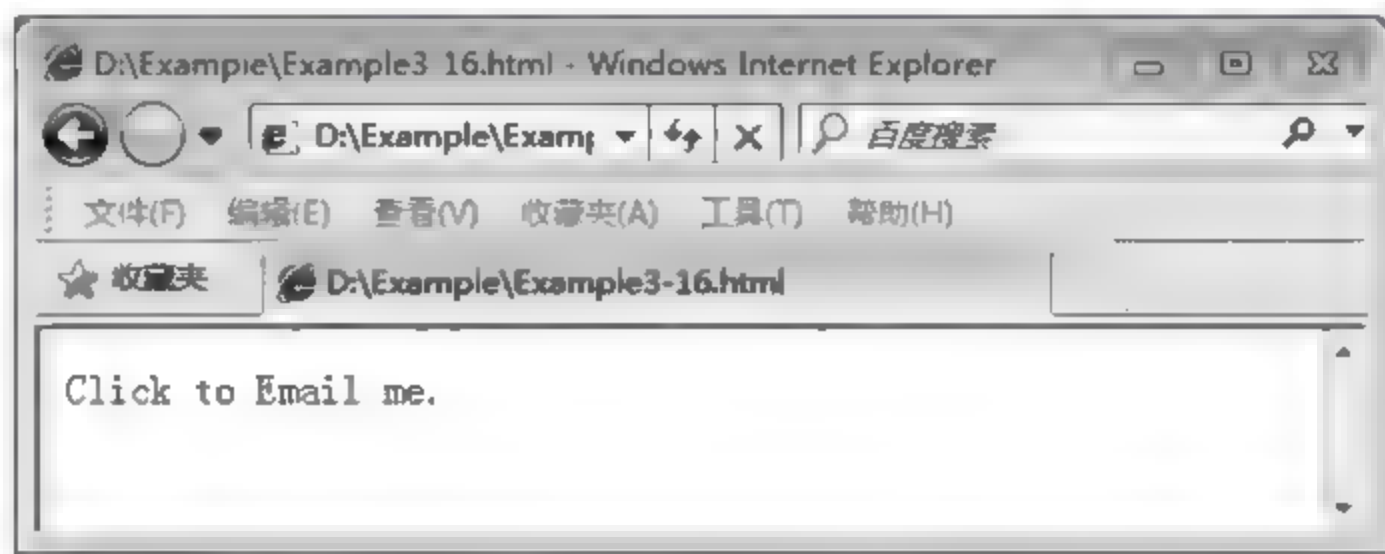 D:\Example\Example3 16.html - Windows Internet Explorer
D:\Example\Examp 百度搜索
文件(F) 编辑(E) 查看(V) 收藏夹(A) 工具(T) 帮助(H)
收藏夹 D:\Example\Example3-16.html
Click to Email me.